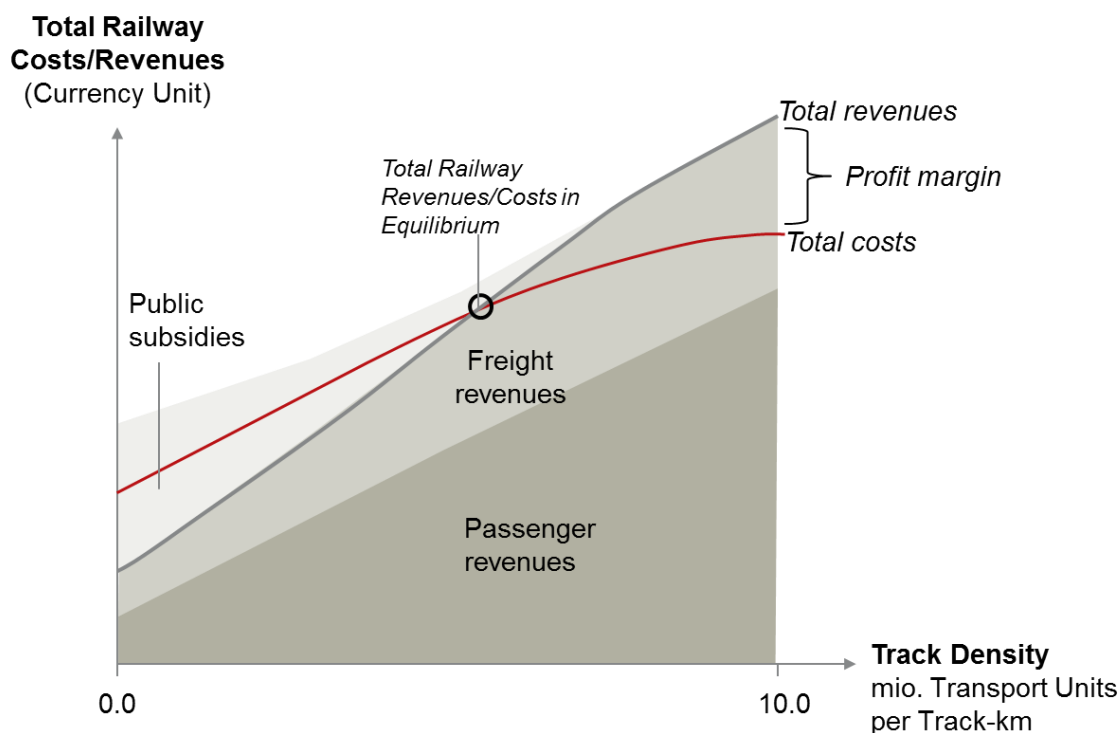 Total Railway
Costs/Revenues
(Currency Unit)
Total revenues
Total Railway
Revenues/Costs in
Equilibrium
Profit margin
Total costs
Public
subsidies
Freight
revenues
Passenger
revenues
Track Density
mio. Transport Units
per Track-km
0.0
10.0